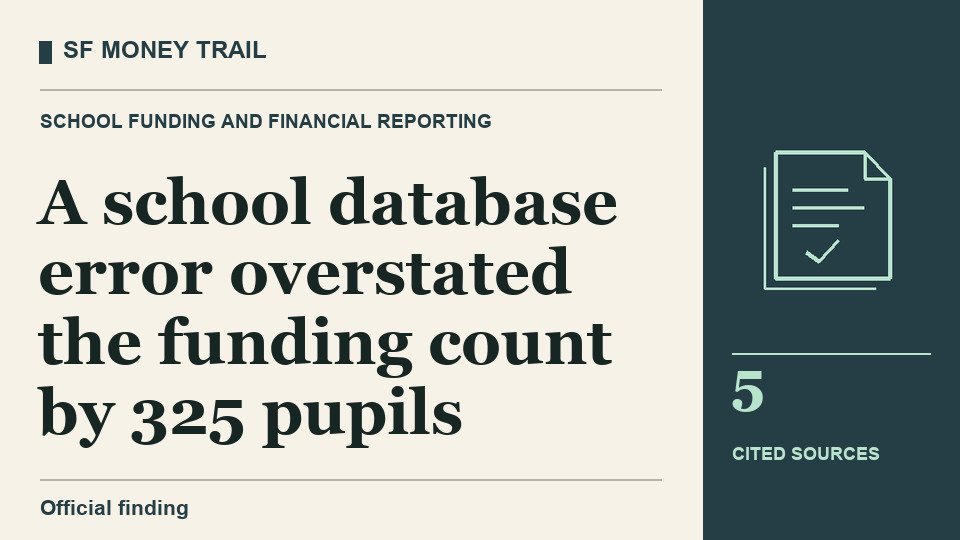 SF MONEY TRAIL
SCHOOL FUNDING AND FINANCIAL REPORTING
A school database
error overstated
the funding count
by 325 pupils
Official finding
5
CITED SOURCES